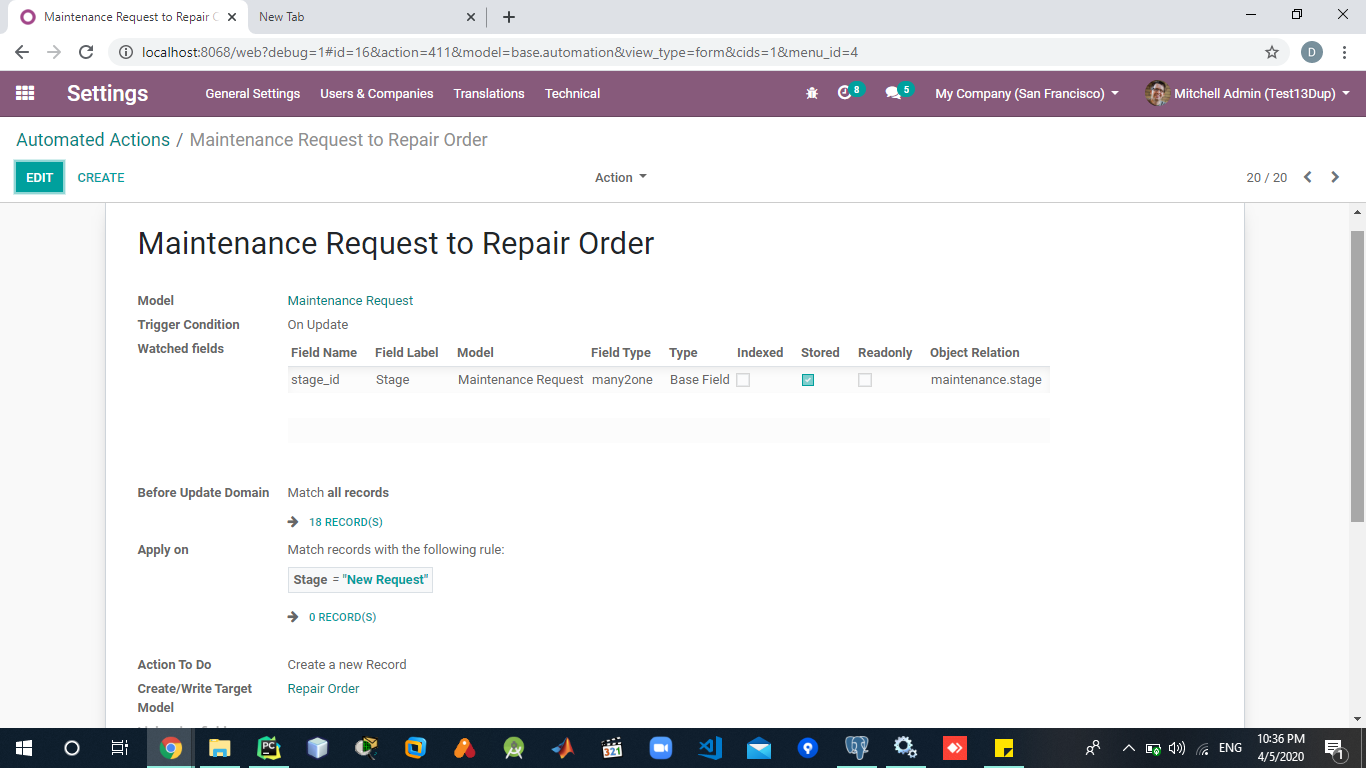 Maintenance Request to Repair O
New Tab
localhost:8068/web?debug=1#id=16&action=411&model=base.automation&view_type=form&cids=1&menu_id=4
D
Settings
General Settings
Users & Companies
Translations
Technical
8
5
My Company (San Francisco)
Mitchell Admin (Test13Dup)
Automated Actions / Maintenance Request to Repair Order
EDIT
CREATE
Action
20 / 20
Maintenance Request to Repair Order
Model
Maintenance Request
Trigger Condition
On Update
Watched fields
Field Name Field Label Model Field Type Type Indexed Stored Readonly Object Relation
stage_id Stage Maintenance Request many2one Base Field maintenance.stage
Before Update Domain
Match all records
18 RECORD(S)
Apply on
Match records with the following rule:
Stage = "New Request"
0 RECORD(S)
Action To Do
Create a new Record
Create/Write Target
Model
Repair Order
PC
321
ENG
10:36 PM
4/5/2020
1